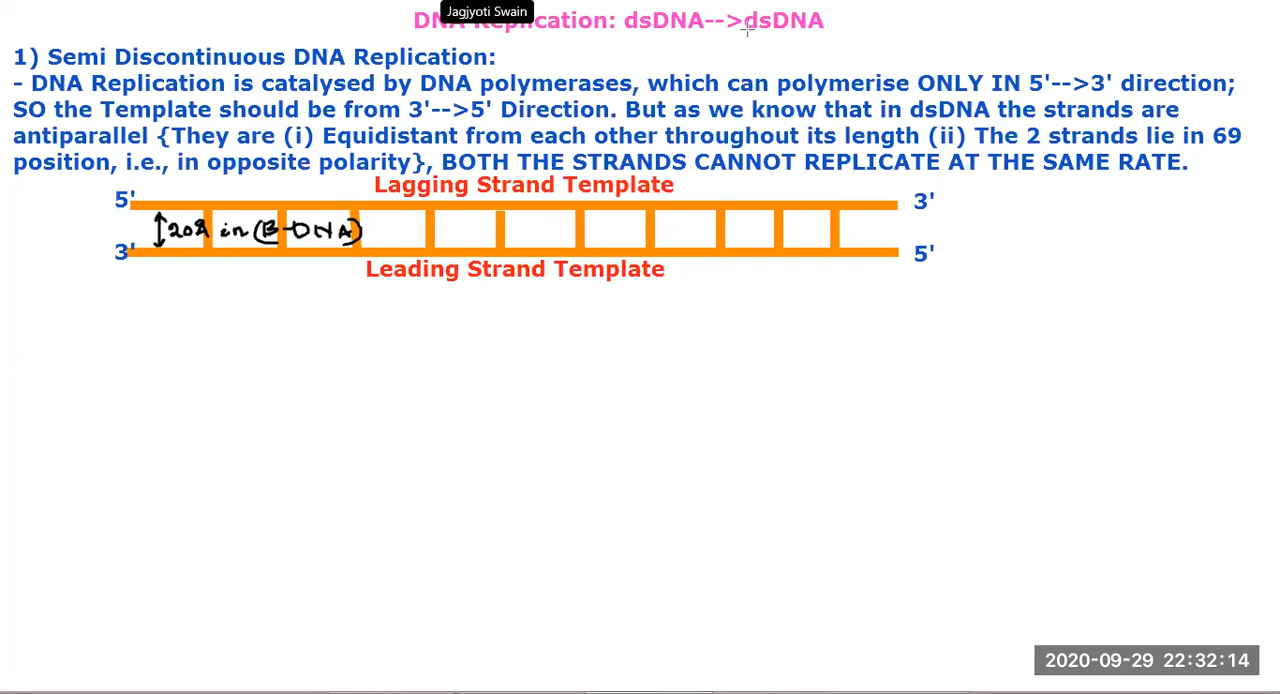 Jagjyoti Swain
DNA Replication: dsDNA-->dsDNA
1) Semi Discontinuous DNA Replication:
- DNA Replication is catalysed by DNA polymerases, which can polymerise ONLY IN 5'-->3' direction;
SO the Template should be from 3'-->5' Direction. But as we know that in dsDNA the strands are
antiparallel {They are (i) Equidistant from each other throughout its length (ii) The 2 strands lie in 69
position, i.e., in opposite polarity}, BOTH THE STRANDS CANNOT REPLICATE AT THE SAME RATE.
Lagging Strand Template
5' 3'
20Å in (B-DNA)
3' 5'
Leading Strand Template
2020-09-29 22:32:14